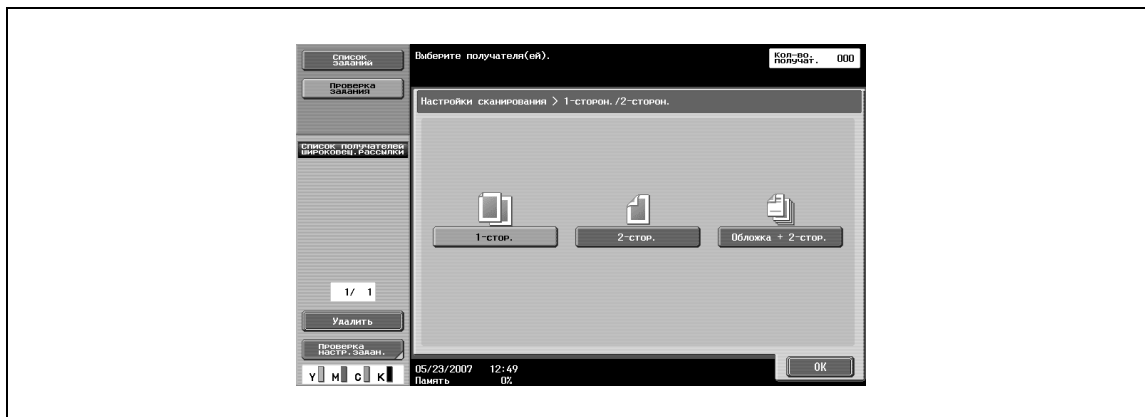 Список
заданий
Проверка
задания
Список получателей
широковещ.рассылки
1/ 1
Удалить
Проверка
настр.задан.
Y M C K
Выберите получателя(ей).
Кол-во.
получат. 000
Настройки сканирования > 1-сторон./2-сторон.
1-стор.
2-стор.
Обложка + 2-стор.
05/23/2007 12:49
Память 0%
OK